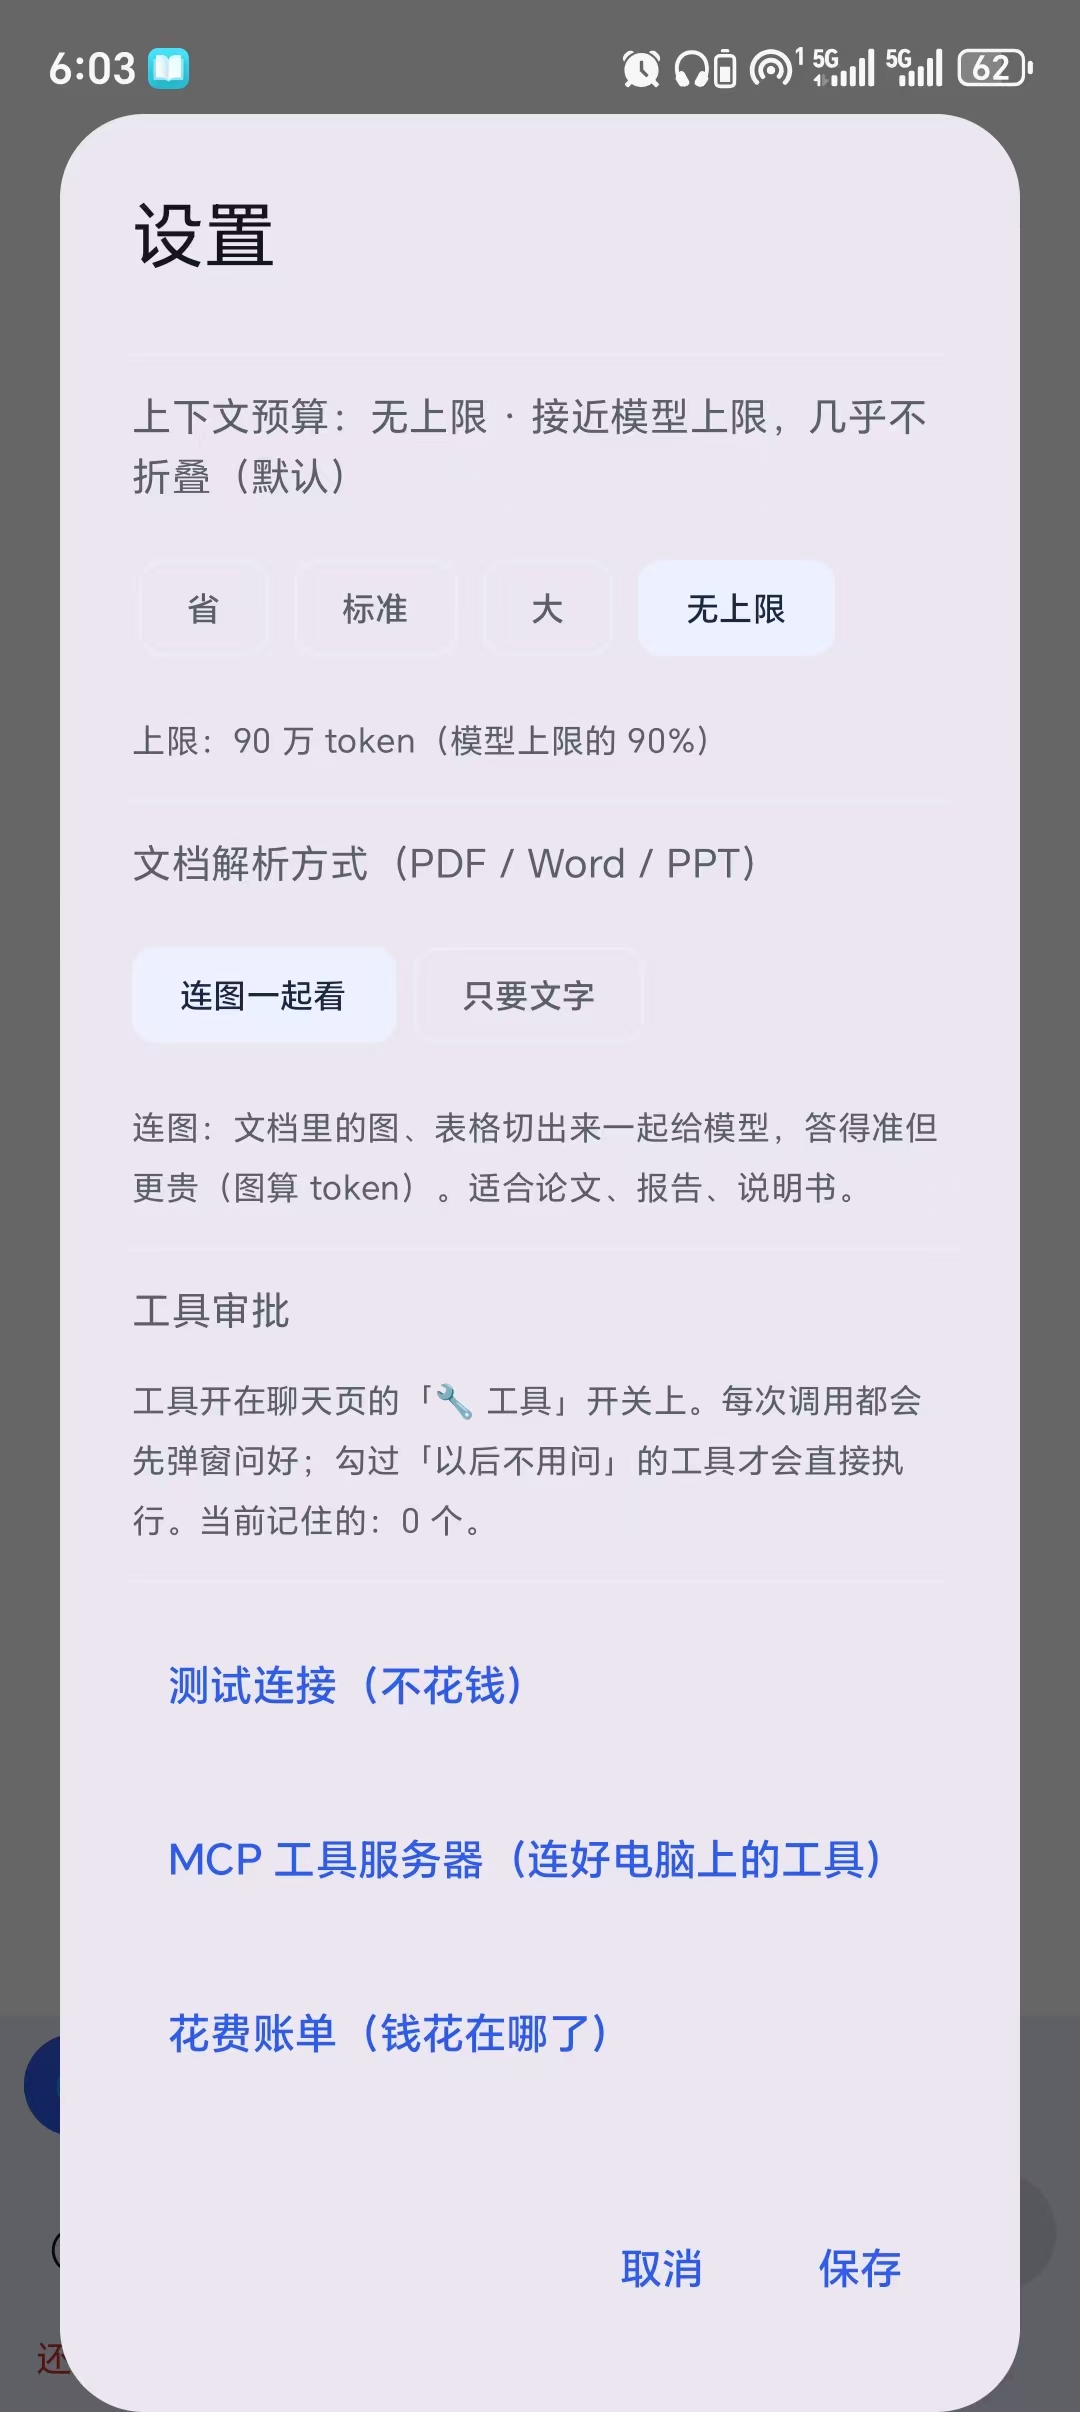 6:03
1 5G 5G 62
设置
上下文预算：无上限 · 接近模型上限，几乎不
折叠（默认）
省 标准 大 无上限
上限：90 万 token（模型上限的 90%）
文档解析方式（PDF / Word / PPT）
连图一起看 只要文字
连图：文档里的图、表格切出来一起给模型，答得准但
更贵（图算 token）。适合论文、报告、说明书。
工具审批
工具开在聊天页的「🔧 工具」开关上。每次调用都会
先弹窗问好；勾过「以后不用问」的工具才会直接执
行。当前记住的：0 个。
测试连接（不花钱）
MCP 工具服务器（连好电脑上的工具）
花费账单（钱花在哪了）
取消 保存
还